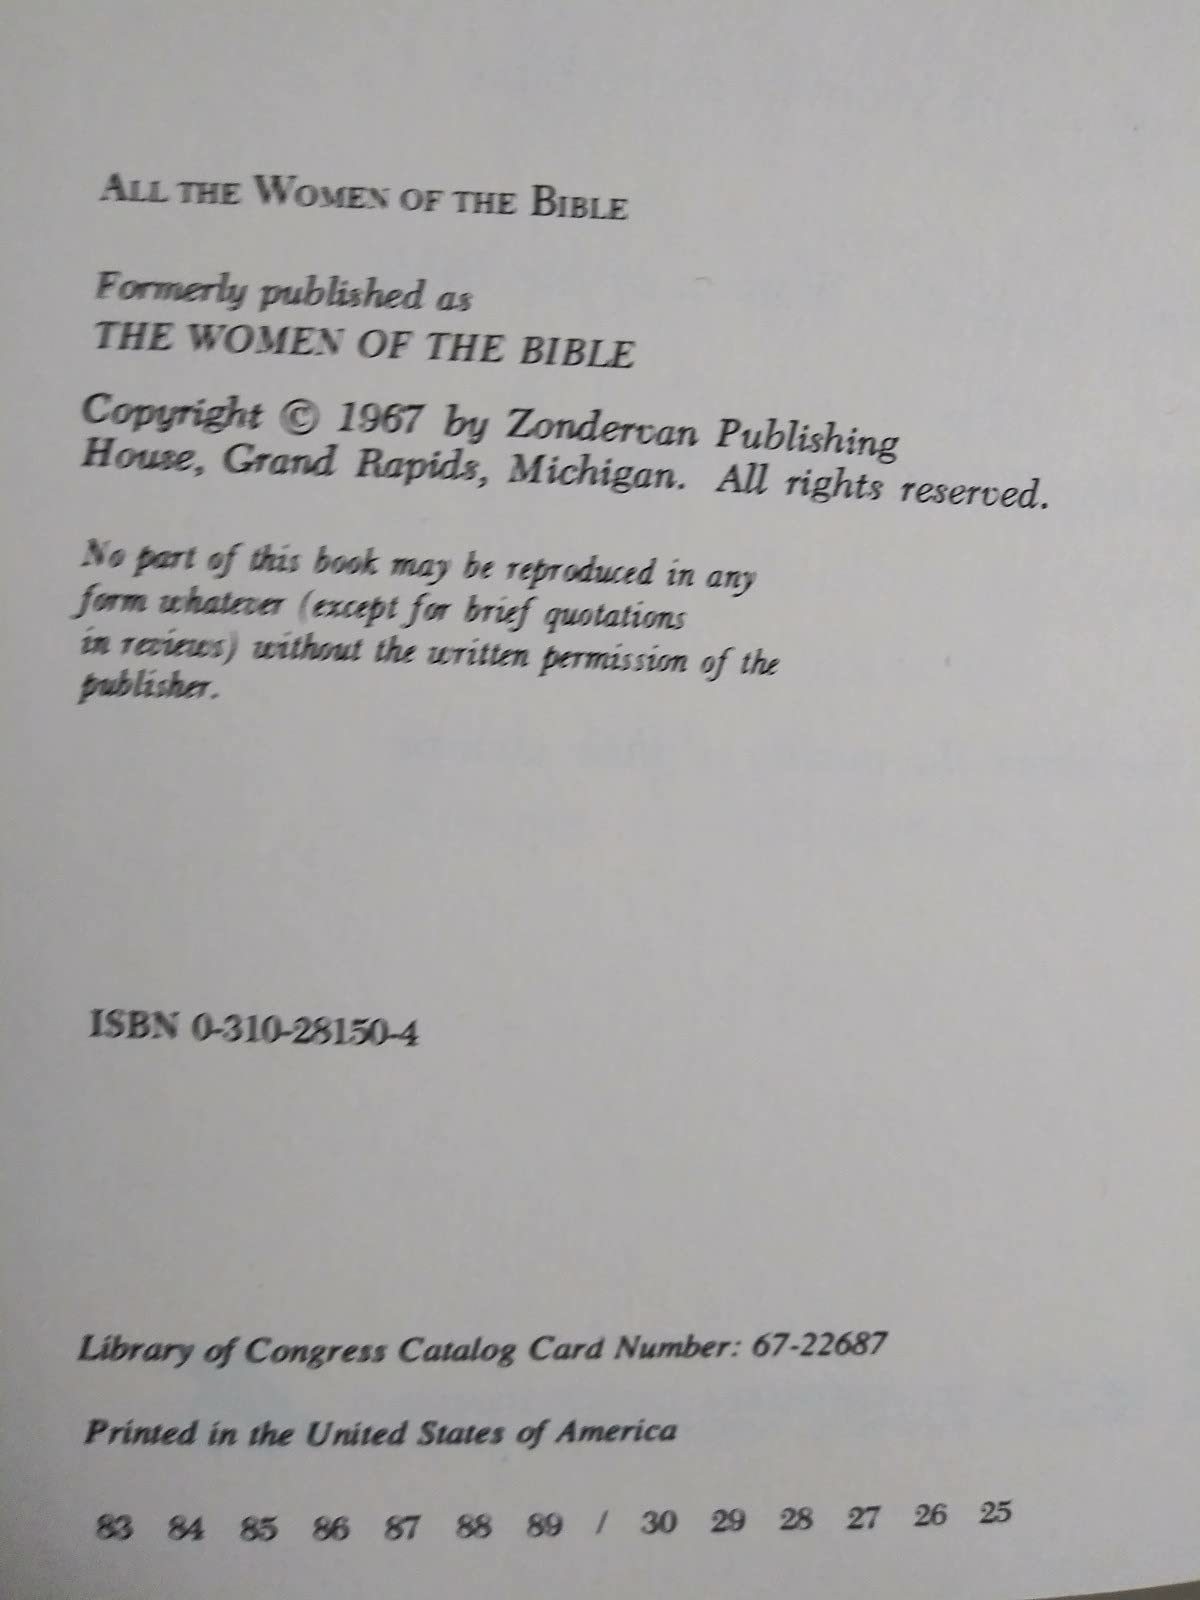 ALL THE WOMEN OF THE BIBLE
Formerly published as
THE WOMEN OF THE BIBLE
Copyright © 1967 by Zondervan Publishing
House, Grand Rapids, Michigan. All rights reserved.
No part of this book may be reproduced in any
form whatever (except for brief quotations
in reviews) without the written permission of the
publisher.
ISBN 0-310-28150-4
Library of Congress Catalog Card Number: 67-22687
Printed in the United States of America
83 84 85 86 87 88 89 / 30 29 28 27 26 25